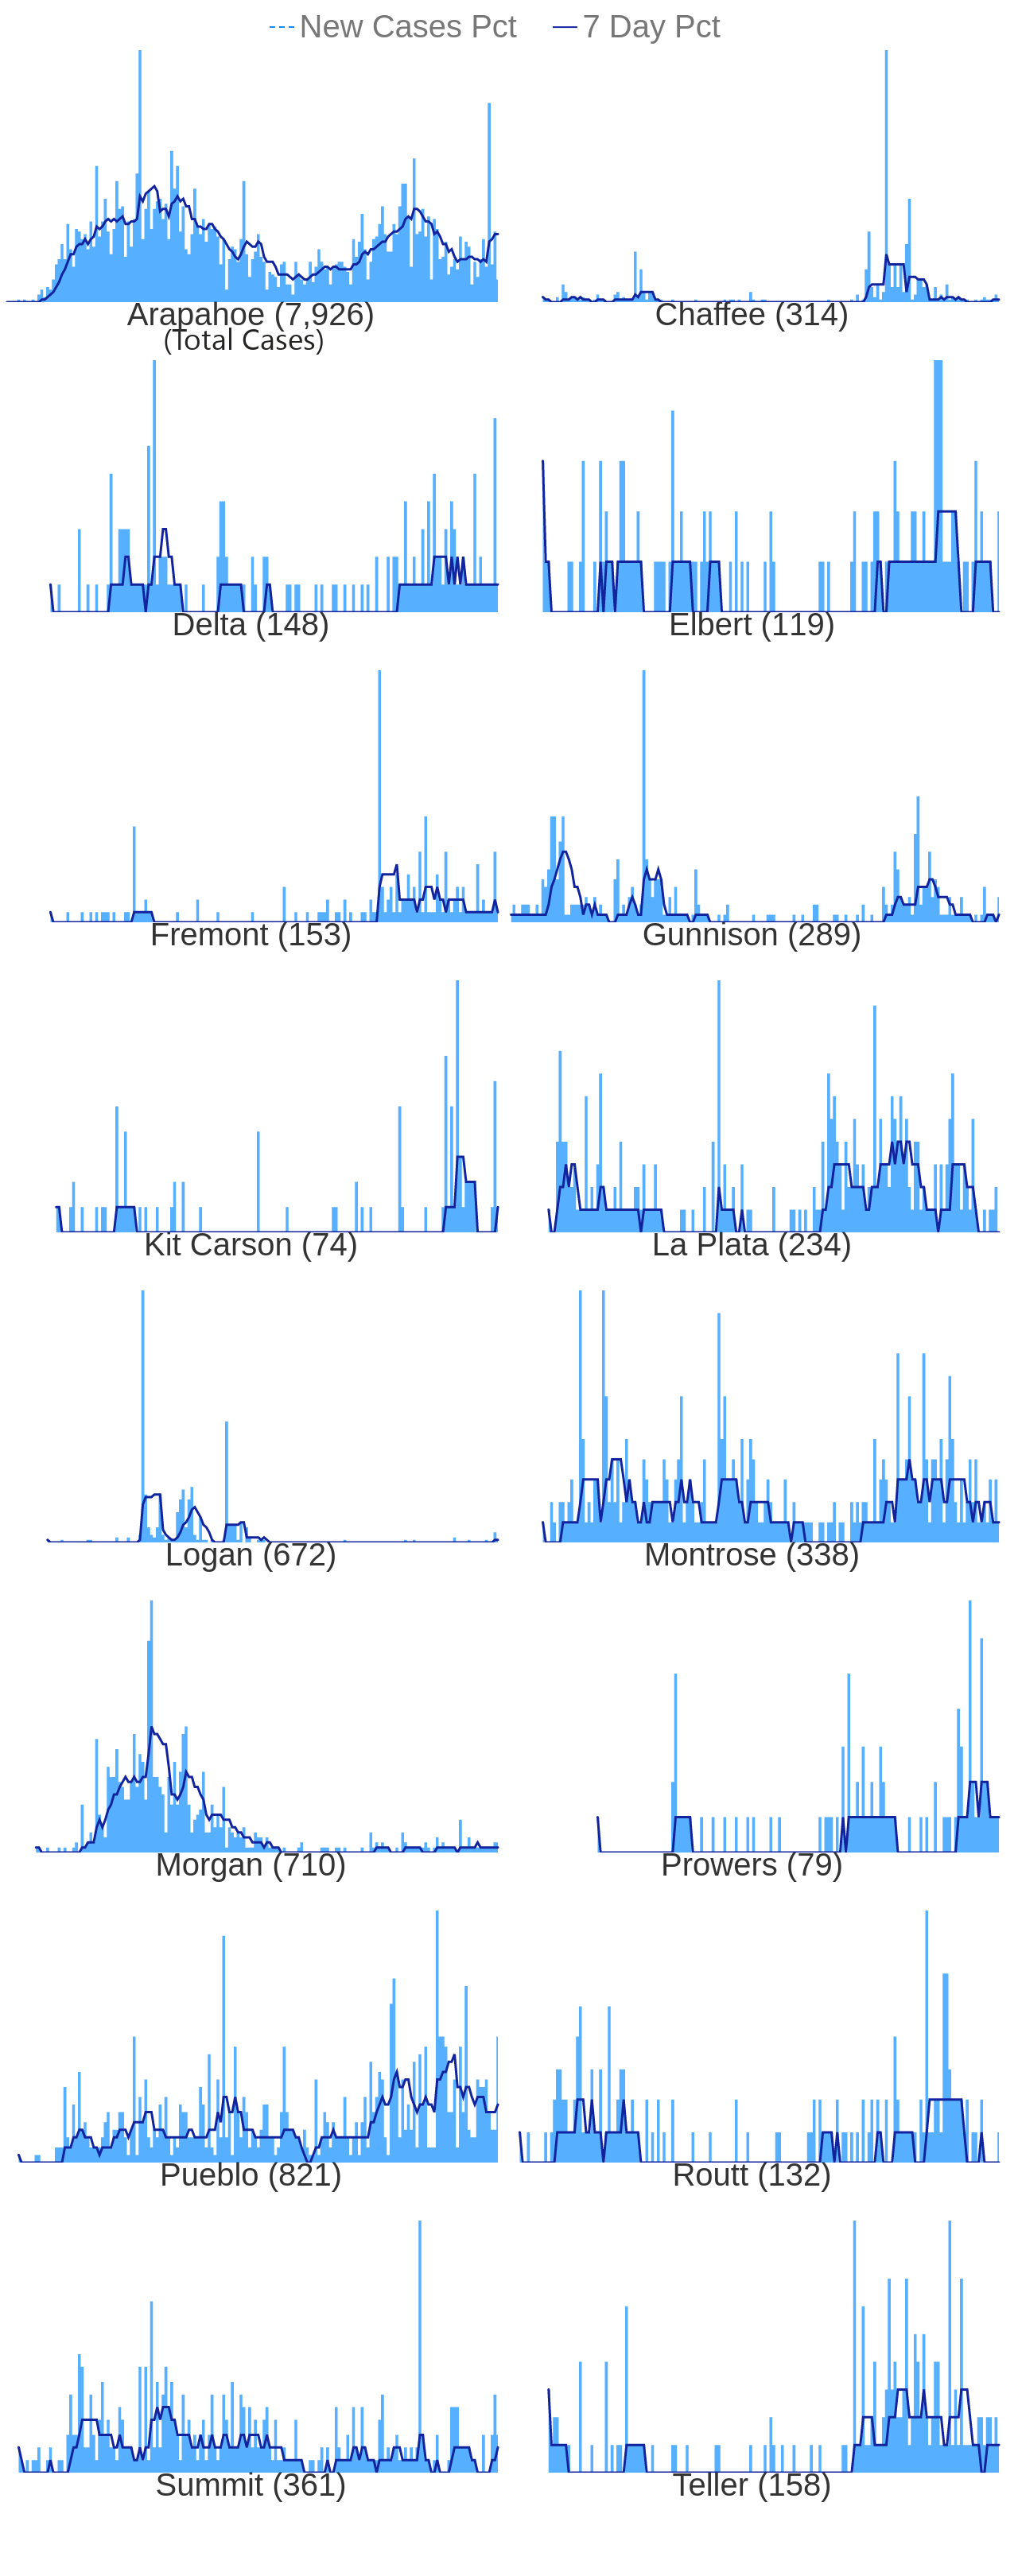 New Cases Pct 7 Day Pct
Arapahoe (7,926) Chaffee (314)
(Total Cases)
Delta (148) Elbert (119)
Fremont (153) Gunnison (289)
Kit Carson (74) La Plata (234)
Logan (672) Montrose (338)
Morgan (710) Prowers (79)
Pueblo (821) Routt (132)
Summit (361) Teller (158)